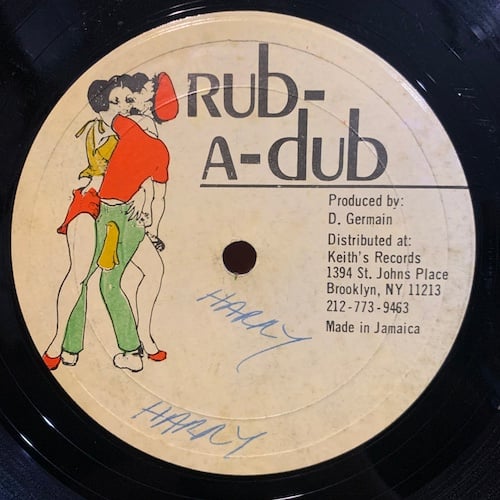 Rub-
A-dub
Produced by:
D. Germain
Distributed at:
Keith's Records
1394 St. Johns Place
Brooklyn, NY 11213
212-773-9463
Made in Jamaica
HARRY
HARRY